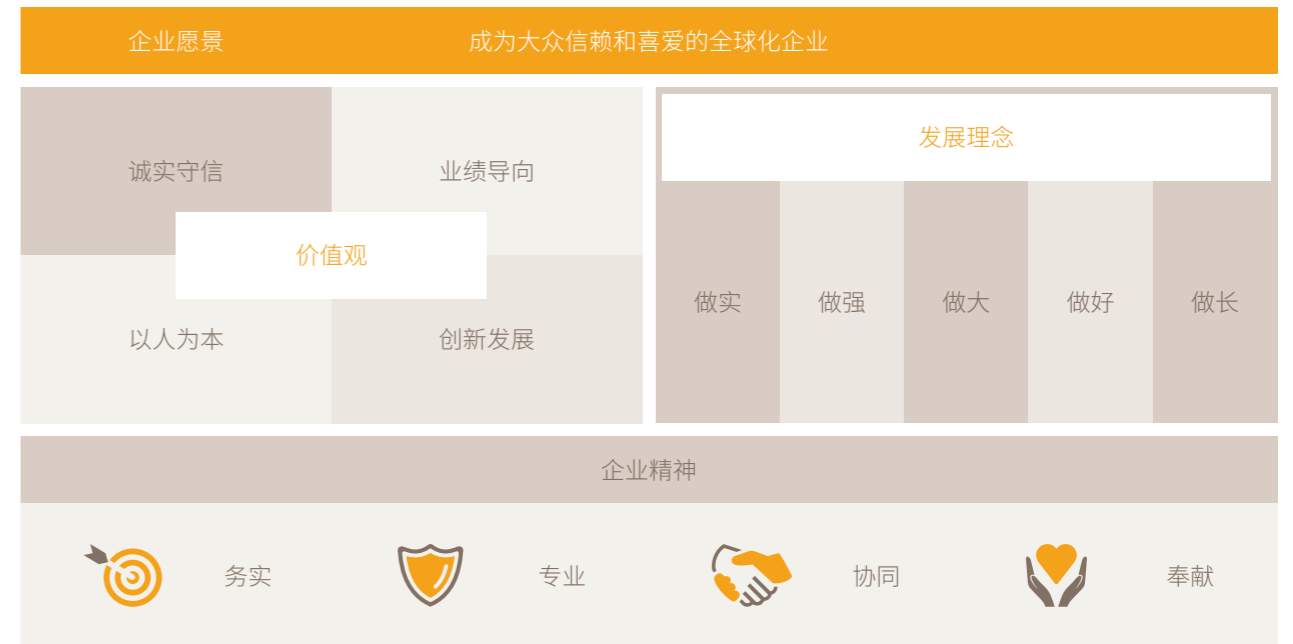 企业愿景
成为大众信赖和喜爱的全球化企业
诚实守信
业绩导向
价值观
以人为本
创新发展
发展理念
做实
做强
做大
做好
做长
企业精神
务实
专业
协同
奉献